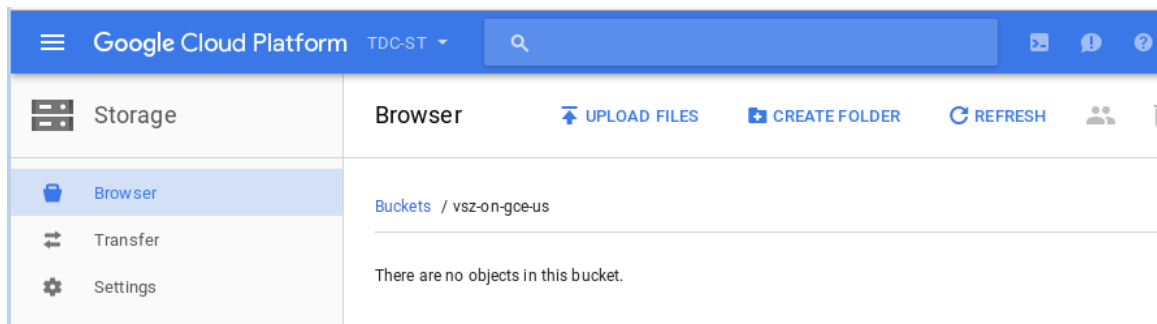 Google Cloud Platform TDC-ST
Storage
Browser UPLOAD FILES CREATE FOLDER REFRESH
Browser
Transfer
Settings
Buckets / vsz-on-gce-us
There are no objects in this bucket.